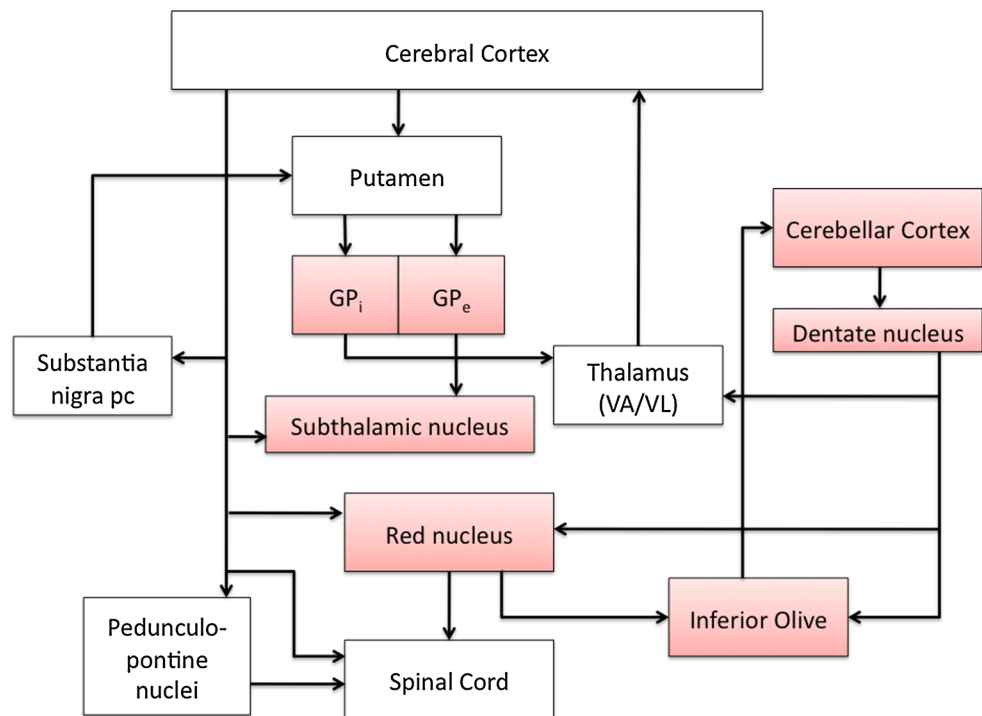 Cerebral Cortex
Putamen
Cerebellar Cortex
GPi
GPe
Dentate nucleus
Substantia
nigra pc
Thalamus
(VA/VL)
Subthalamic nucleus
Red nucleus
Inferior Olive
Pedunculo-
pontine
nuclei
Spinal Cord